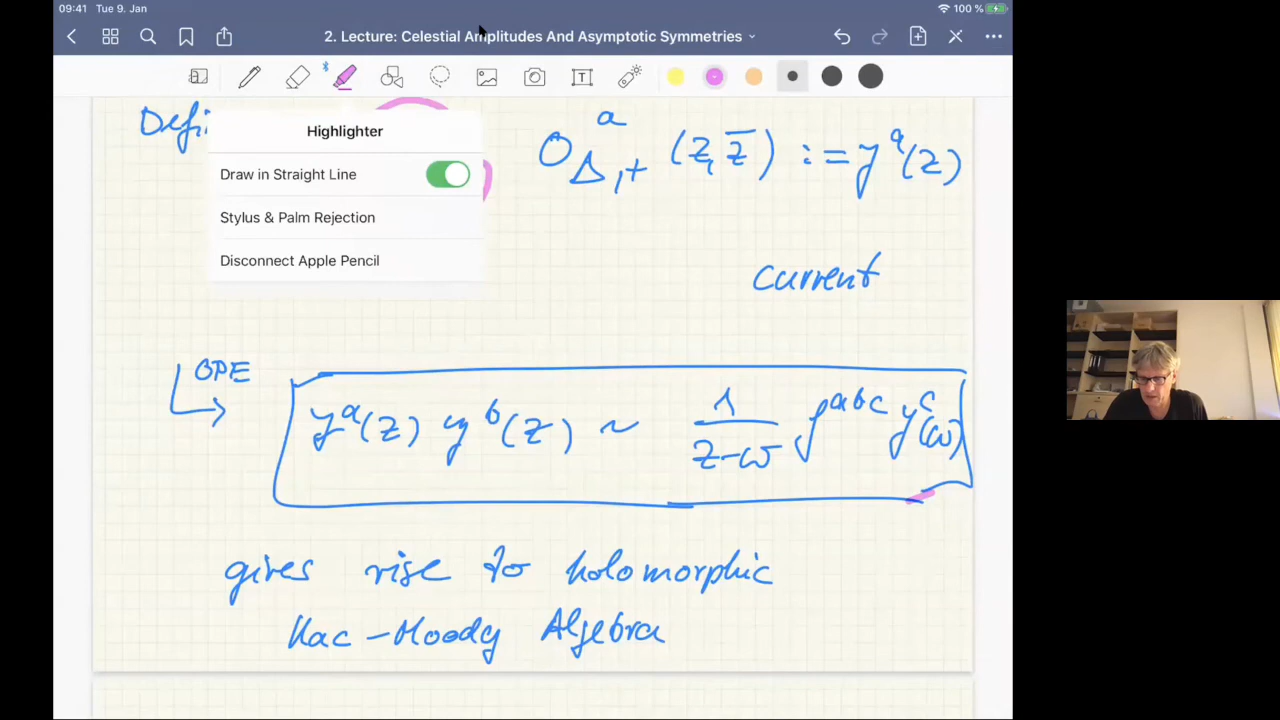 09:41 Tue 9. Jan
100 %
2. Lecture: Celestial Amplitudes And Asymptotic Symmetries
Highlighter
Draw in Straight Line
Stylus & Palm Rejection
Disconnect Apple Pencil
Defi
O^a_{Δ,+} (z, z̄) := y^a(z)
current
OPE
y^a(z) y^b(z) ~ 1/(z-ω) f^{abc} y^c(ω)
gives rise to holomorphic
Kac-Moody Algebra